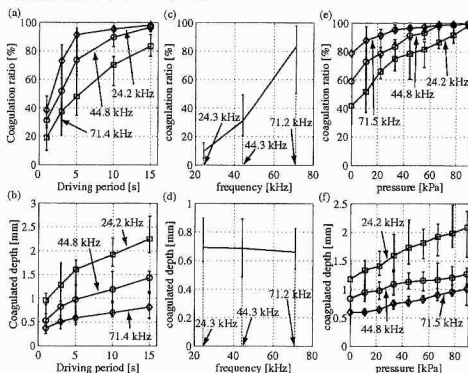 (a)
Coagulation ratio [%]
100
80
60
40
20
0
24.2 kHz
44.8 kHz
71.4 kHz
0 5 10 15
Driving period [s]
(c)
coagulation ratio [%]
100
80
60
40
20
0
24.3 kHz
44.3 kHz
71.2 kHz
20 40 60 80
frequency [kHz]
(e)
Coagulation ratio [%]
100
80
60
40
20
0
71.5 kHz
44.8 kHz
24.2 kHz
0 20 40 60 80
pressure [kPa]
(b)
Coagulated depth [mm]
3
2.5
2
1.5
1
0.5
0
24.2 kHz
44.8 kHz
71.4 kHz
0 5 10 15
Driving period [s]
(d)
coagulated depth [mm]
1
0.8
0.6
0.4
0.2
0
24.3 kHz
44.3 kHz
71.2 kHz
20 40 60 80
frequency [kHz]
(f)
Coagulated depth [mm]
2.5
2
1.5
1
0.5
0
24.2 kHz
44.8 kHz
71.5 kHz
0 20 40 60 80
pressure [kPa]